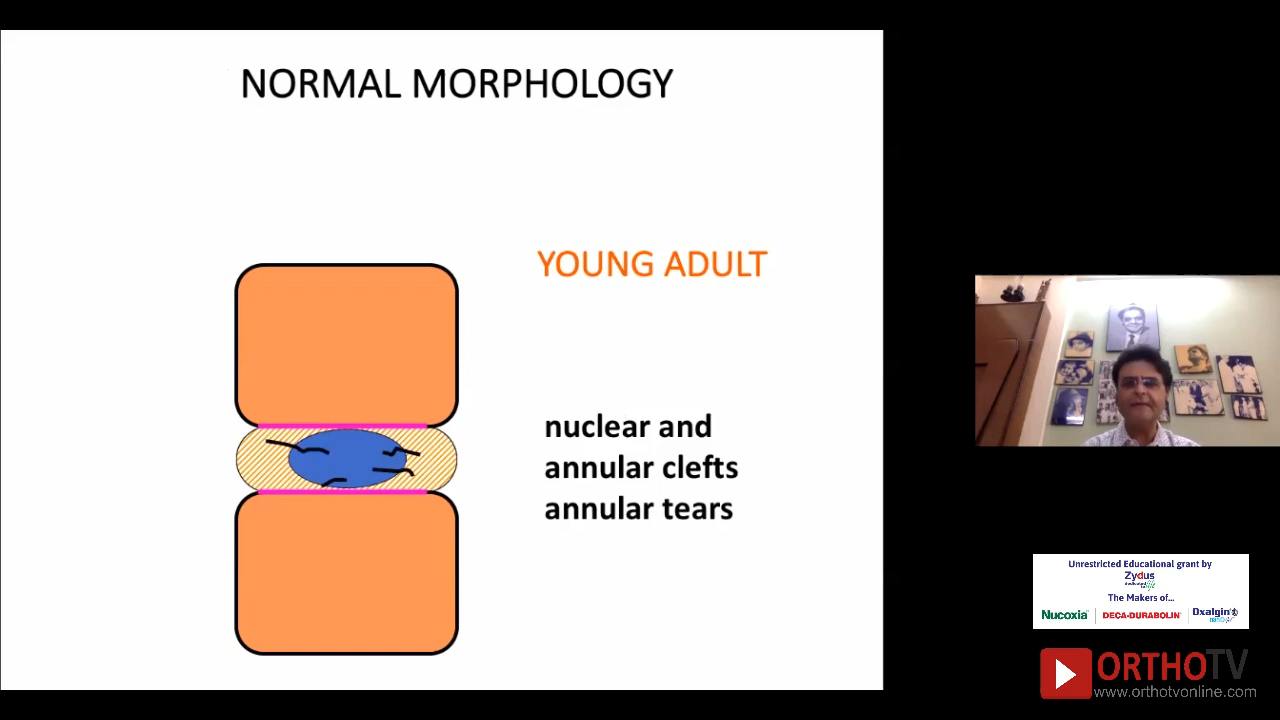 NORMAL MORPHOLOGY
YOUNG ADULT
nuclear and
annular clefts
annular tears
Unrestricted Educational grant by
Zydus
dedicated
The Makers of...
Nucoxia
DECA-DURABOLIN
Dxalgin
ORTHOTV
www.orthotvonline.com